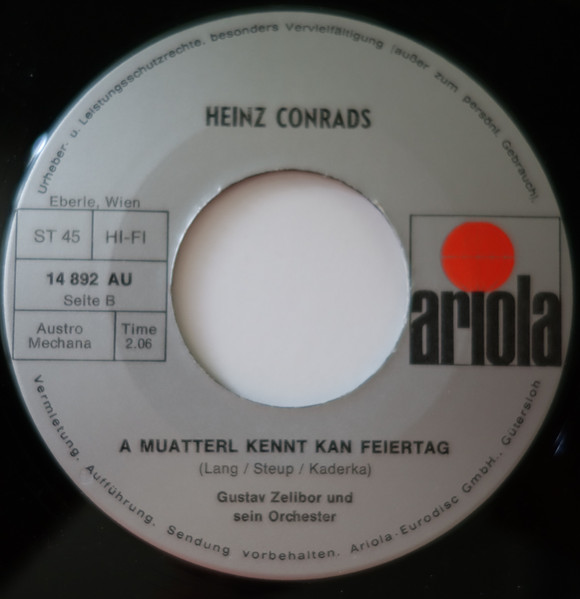 Urheber- u. Leistungsschutzrechte, besonders Vervielfältigung (außer zum persönl. Gebrauch),
HEINZ CONRADS
Eberle, Wien
ST 45 HI-FI
14 892 AU
Seite B
Austro Mechana
Time 2.06
ariola
A MUATTERL KENNT KAN FEIERTAG
(Lang / Steup / Kaderka)
Gustav Zelibor und
sein Orchester
Vermietung, Aufführung, Sendung vorbehalten. Ariola-Eurodisc GmbH., Gütersloh